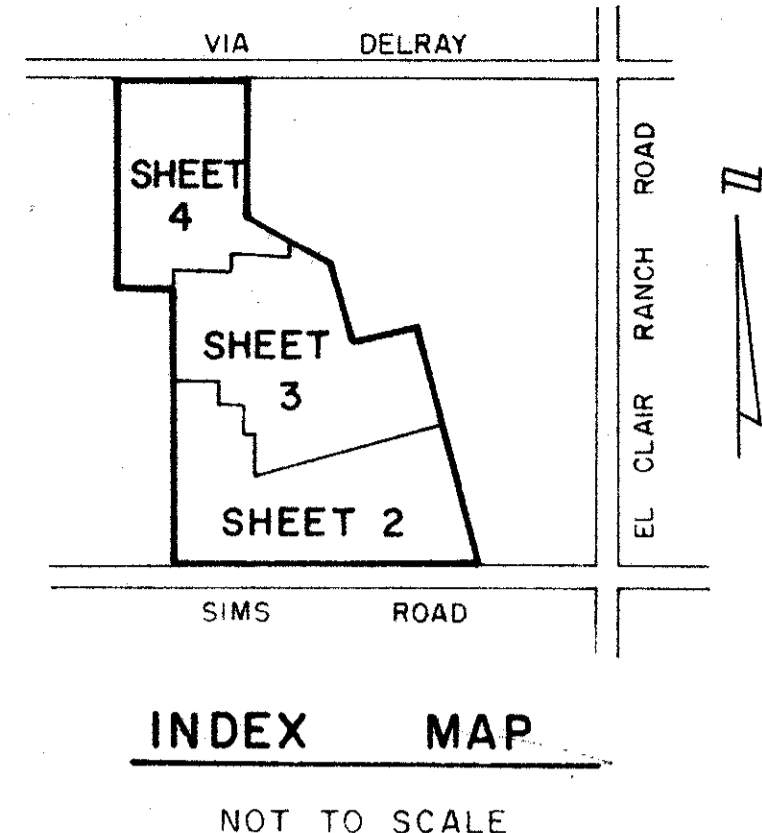 VIA DELRAY
SHEET
4
SHEET
3
SHEET 2
EL CLAIR RANCH ROAD
N
SIMS ROAD
INDEX MAP
NOT TO SCALE